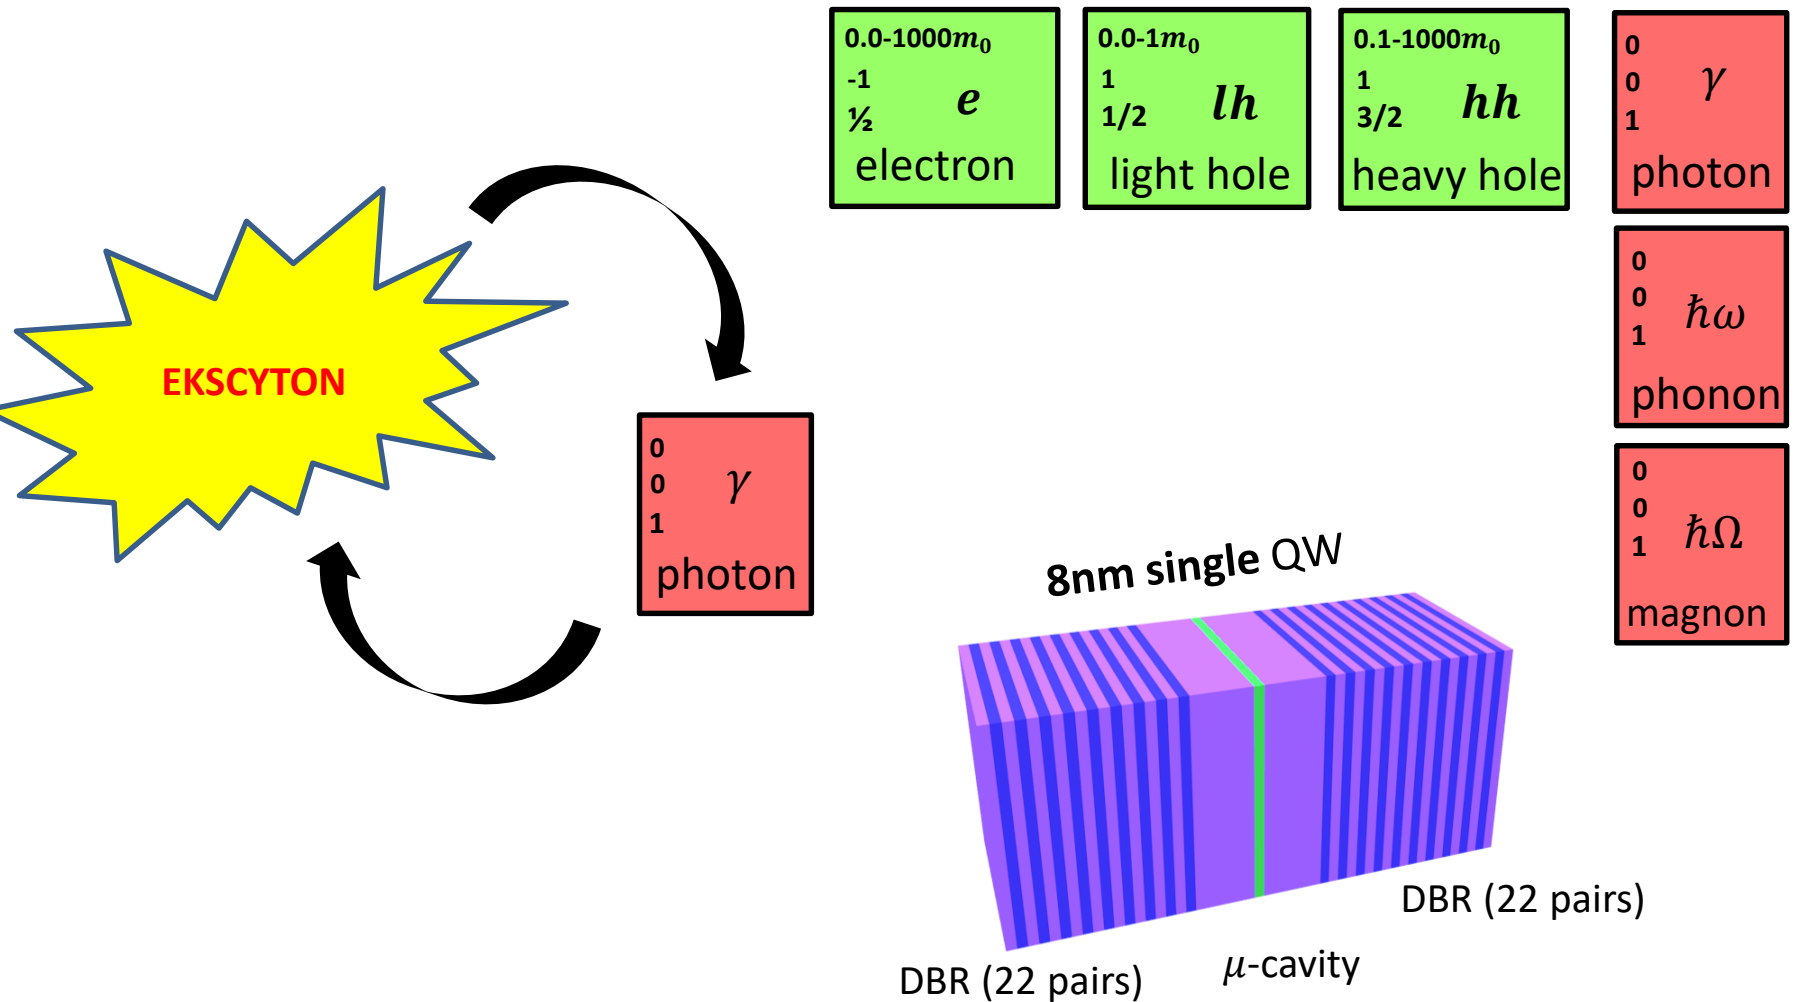 0.0-1000m₀
-1
½
e
electron
0.0-1m₀
1
1/2
lh
light hole
0.1-1000m₀
1
3/2
hh
heavy hole
0
0
1
γ
photon
0
0
1
ħω
phonon
0
0
1
ħΩ
magnon
EKSCYTON
0
0
1
γ
photon
8nm single QW
DBR (22 pairs)
μ-cavity
DBR (22 pairs)